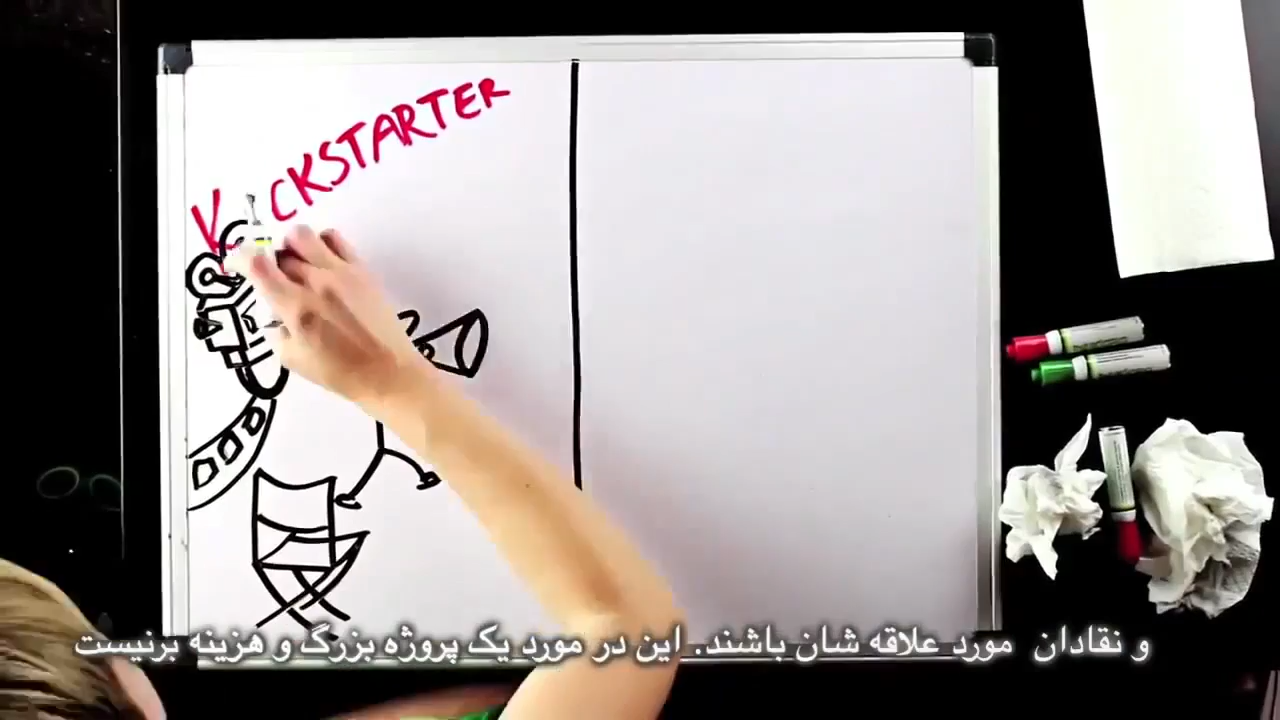 KICKSTARTER
و نقادان مورد علاقه شان باشند. این در مورد یک پروژه بزرگ و هزینه برنیست